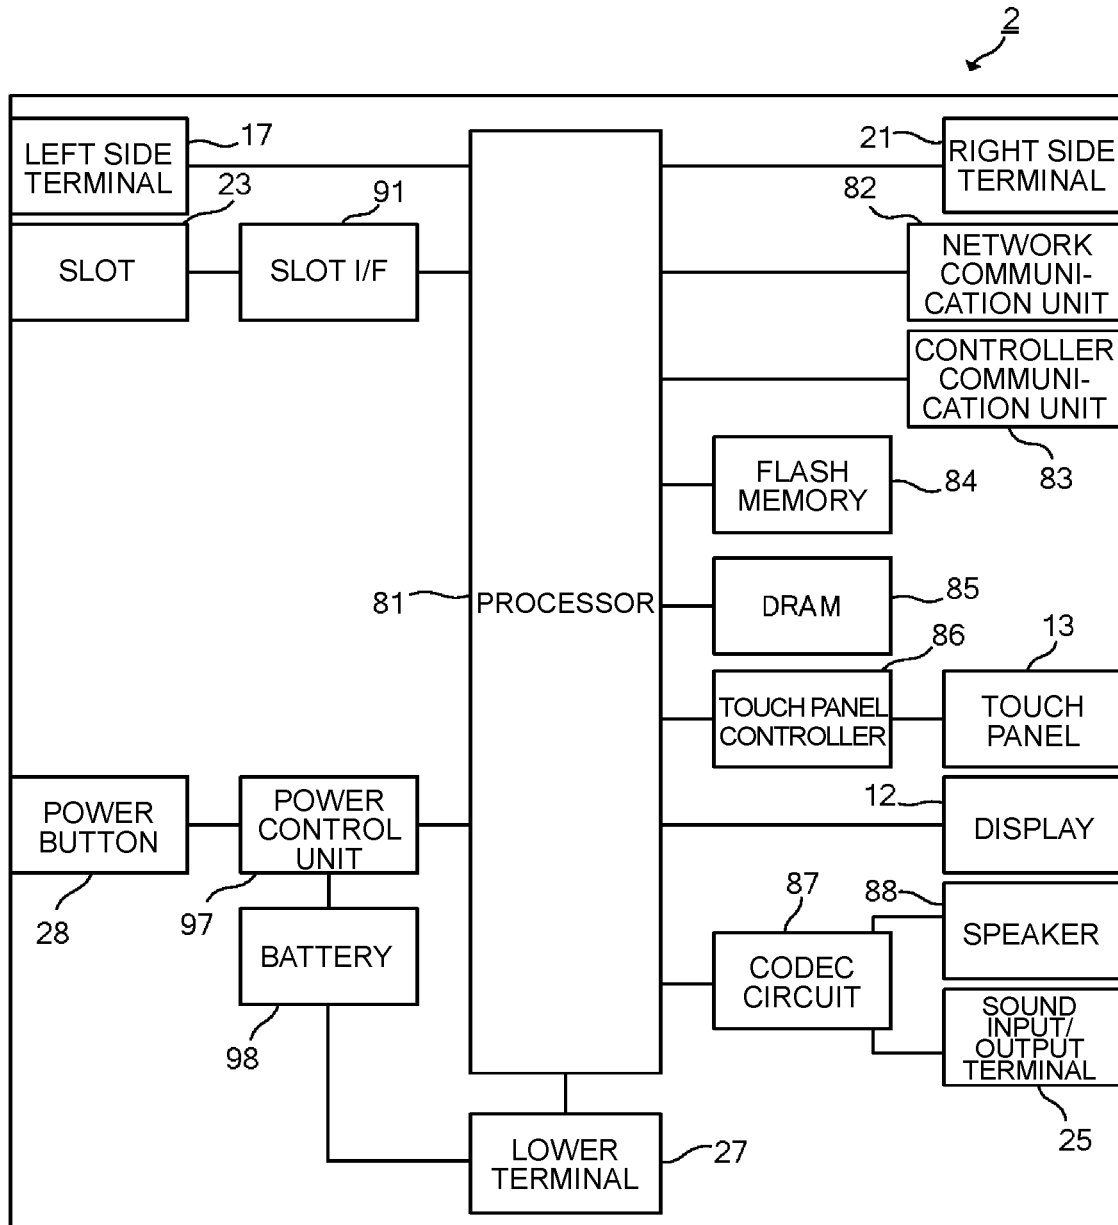 2
17
LEFT SIDE
TERMINAL
21
RIGHT SIDE
TERMINAL
23
SLOT
91
SLOT I/F
82
NETWORK
COMMUNI-
CATION UNIT
CONTROLLER
COMMUNI-
CATION UNIT
83
FLASH
MEMORY
84
81
PROCESSOR
DRAM
85
86
TOUCH PANEL
CONTROLLER
13
TOUCH
PANEL
POWER
BUTTON
28
POWER
CONTROL
UNIT
97
12
DISPLAY
BATTERY
98
87
CODEC
CIRCUIT
88
SPEAKER
SOUND
INPUT/
OUTPUT
TERMINAL
25
LOWER
TERMINAL
27